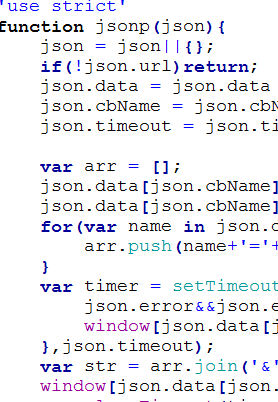 'use strict'
function jsonp(json){
json = json||{};
if(!json.url)return;
json.data = json.data
json.cbName = json.cbN
json.timeout = json.ti
var arr = [];
json.data[json.cbName]
json.data[json.cbName]
for(var name in json.d
arr.push(name+'='+
}
var timer = setTimeout
json.error&&json.e
window[json.data[j
},json.timeout);
var str = arr.join('&'
window[json.data[json.